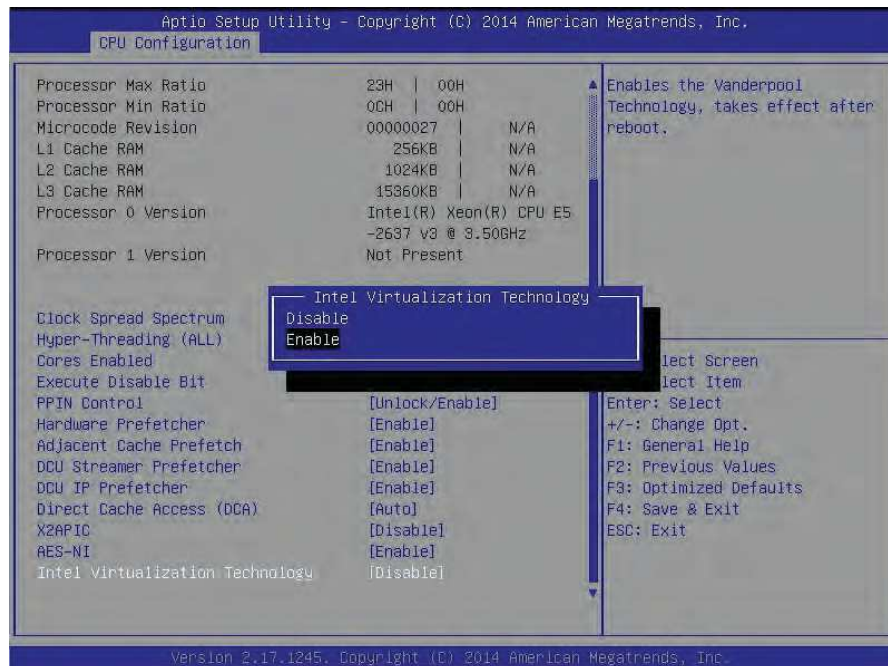 Aptio Setup Utility - Copyright (C) 2014 American Megatrends, Inc.
CPU Configuration
Processor Max Ratio 23H | 00H
Processor Min Ratio 0CH | 00H
Microcode Revision 00000027 | N/A
L1 Cache RAM 256KB | N/A
L2 Cache RAM 1024KB | N/A
L3 Cache RAM 15360KB | N/A
Processor 0 Version Intel(R) Xeon(R) CPU E5
-2637 v3 @ 3.50GHz
Processor 1 Version Not Present
Clock Spread Spectrum
Hyper-Threading (ALL)
Cores Enabled
Execute Disable Bit
PPIN Control [Unlock/Enable]
Hardware Prefetcher [Enable]
Adjacent Cache Prefetch [Enable]
DCU Streamer Prefetcher [Enable]
DCU IP Prefetcher [Enable]
Direct Cache Access (DCA) [Auto]
X2APIC [Disable]
AES-NI [Enable]
Intel Virtualization Technology [Disable]
Intel Virtualization Technology
Disable
Enable
Enables the Vanderpool
Technology, takes effect after
reboot.
lect Screen
lect Item
Enter: Select
+/-: Change Opt.
F1: General Help
F2: Previous Values
F3: Optimized Defaults
F4: Save & Exit
ESC: Exit
Version 2.17.1245. Copyright (C) 2014 American Megatrends, Inc.